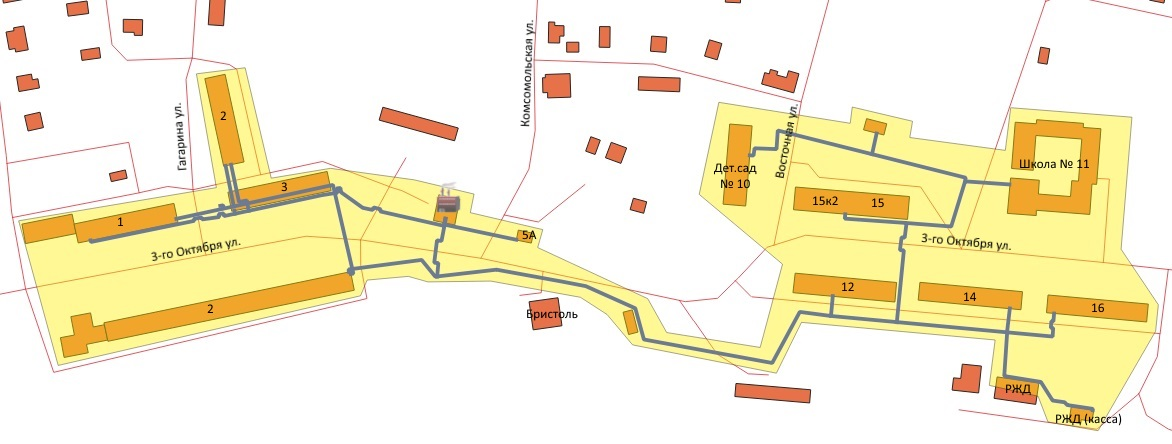 Гагарина ул.
Комсомольская ул.
Восточная ул.
2
3
1
3-го Октября ул.
2
5А
Бристоль
Дет.сад
№ 10
Школа № 11
15к2
15
3-го Октября ул.
12
14
16
РЖД
РЖД (касса)